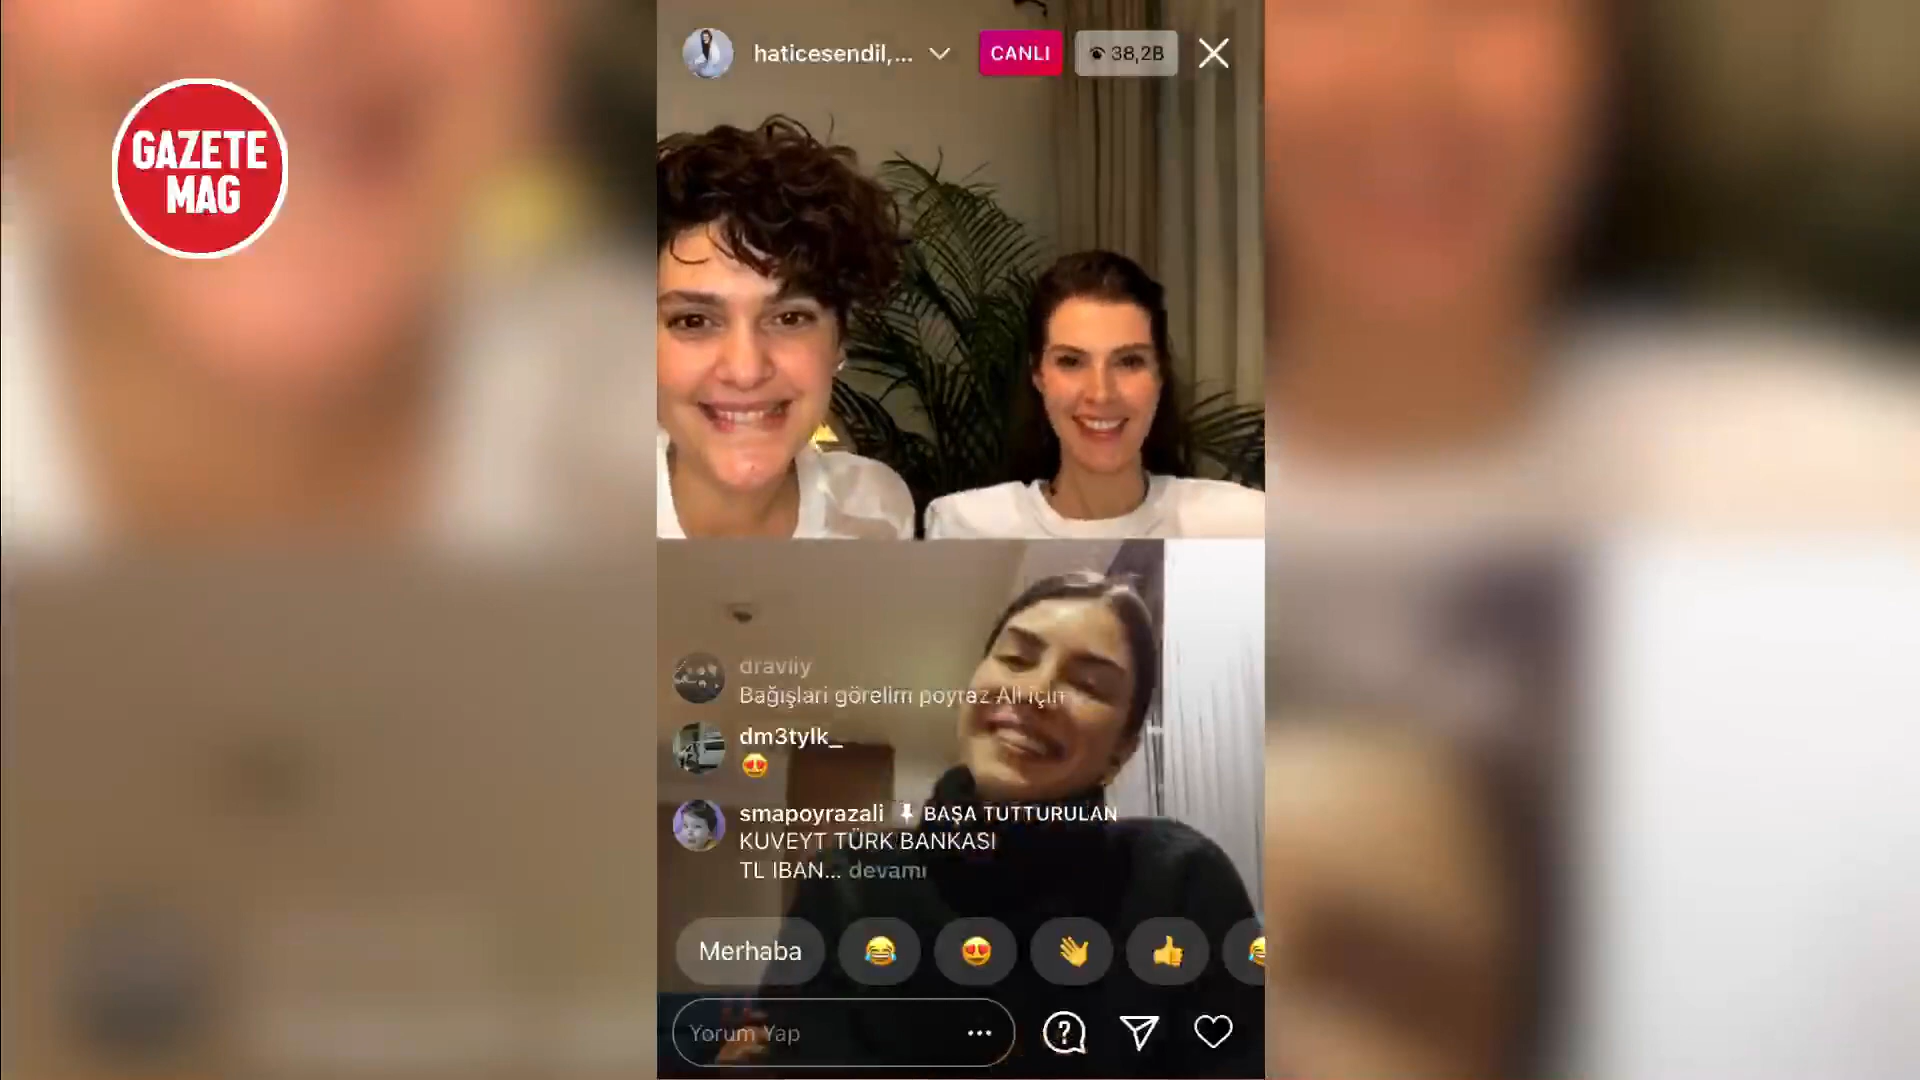 GAZETE
MAG
haticesendil,...
CANLI
38,2B
dravily
Bağışlari görelim poyraz Ali için
dm3tylk_
😍
smapoyrazali BAŞA TUTTURULAN
KUVEYT TÜRK BANKASI
TL IBAN... devamı
Merhaba
Yorum Yap